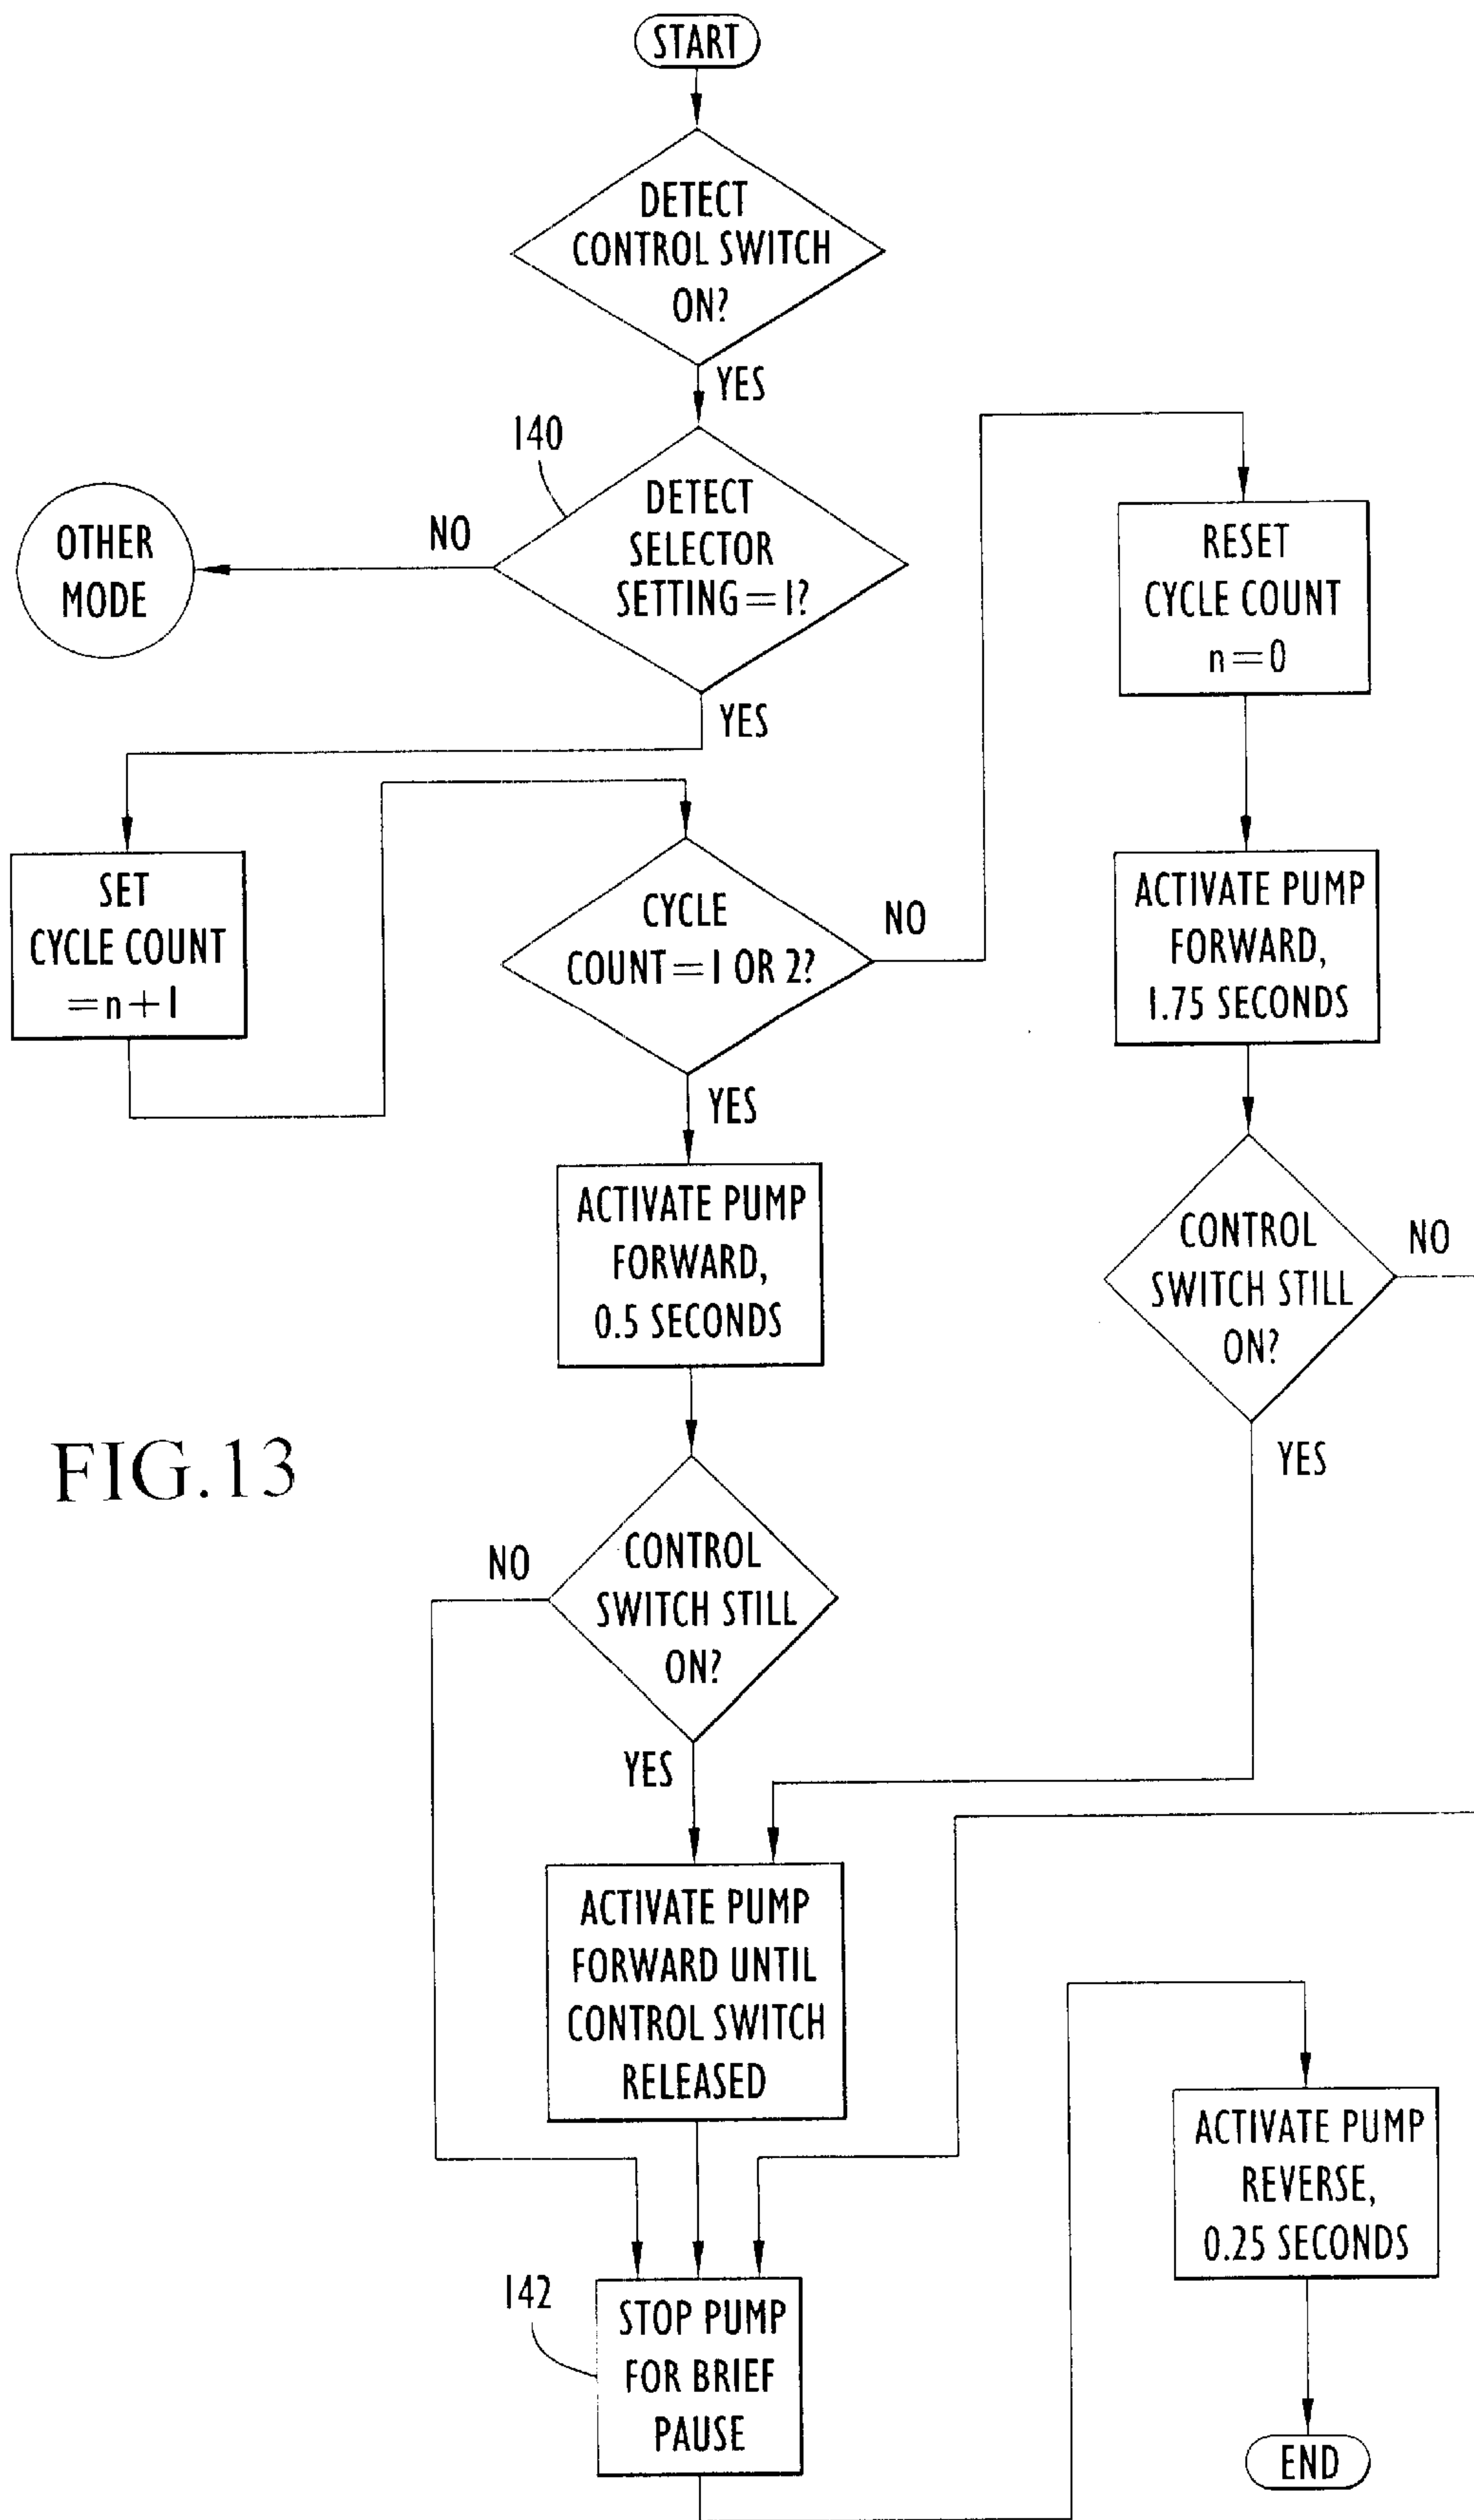 START
DETECT
CONTROL SWITCH
ON?
YES
140
DETECT
SELECTOR
SETTING=1?
NO
OTHER
MODE
YES
SET
CYCLE COUNT
=n+1
CYCLE
COUNT=1 OR 2?
NO
RESET
CYCLE COUNT
n=0
ACTIVATE PUMP
FORWARD,
1.75 SECONDS
CONTROL
SWITCH STILL
ON?
NO
YES
YES
ACTIVATE PUMP
FORWARD,
0.5 SECONDS
FIG.13
CONTROL
SWITCH STILL
ON?
NO
YES
ACTIVATE PUMP
FORWARD UNTIL
CONTROL SWITCH
RELEASED
142
STOP PUMP
FOR BRIEF
PAUSE
ACTIVATE PUMP
REVERSE,
0.25 SECONDS
END